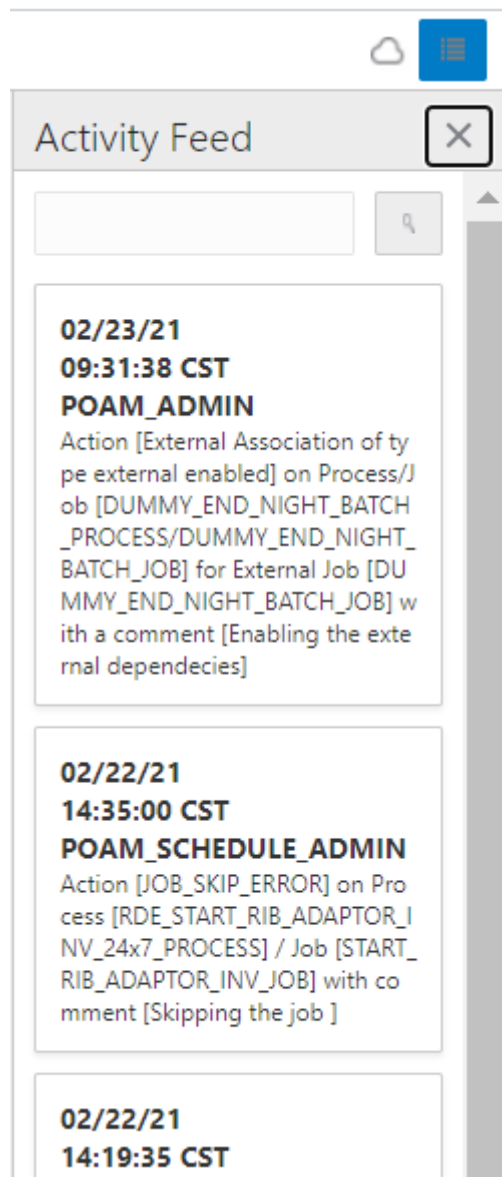 Activity Feed
02/23/21
09:31:38 CST
POAM_ADMIN
Action [External Association of ty
pe external enabled] on Process/J
ob [DUMMY_END_NIGHT_BATCH
_PROCESS/DUMMY_END_NIGHT_
BATCH_JOB] for External Job [DU
MMY_END_NIGHT_BATCH_JOB] w
ith a comment [Enabling the exte
rnal dependecies]
02/22/21
14:35:00 CST
POAM_SCHEDULE_ADMIN
Action [JOB_SKIP_ERROR] on Pro
cess [RDE_START_RIB_ADAPTOR_I
NV_24x7_PROCESS] / Job [START_
RIB_ADAPTOR_INV_JOB] with co
mment [Skipping the job ]
02/22/21
14:19:35 CST